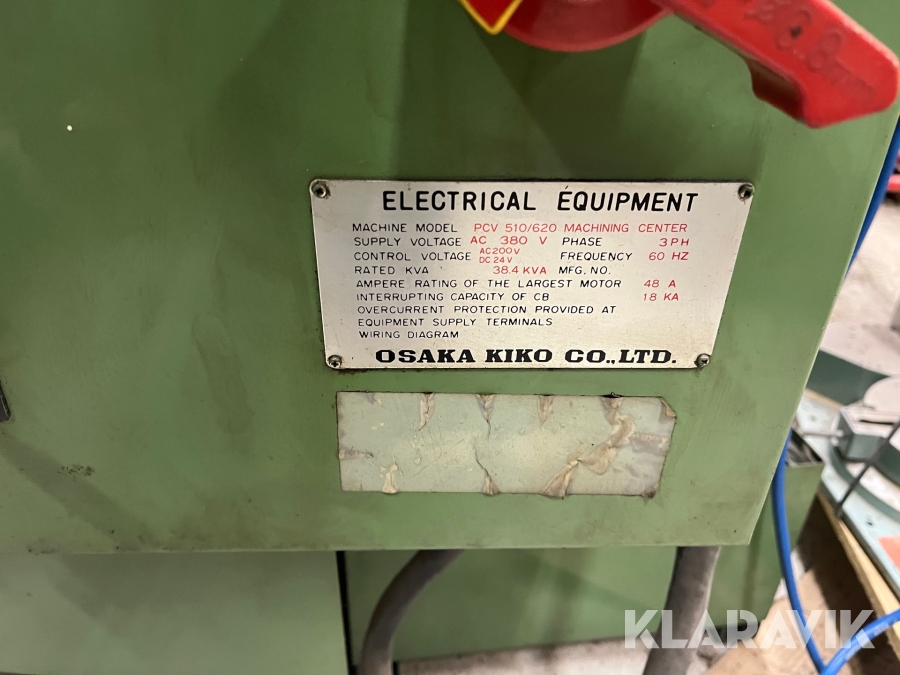 0.8mm
ELECTRICAL EQUIPMENT
MACHINE MODEL PCV 510/620 MACHINING CENTER
SUPPLY VOLTAGE AC 380 V PHASE 3PH
CONTROL VOLTAGE AC200V DC24V FREQUENCY 60 HZ
RATED KVA 38.4 KVA MFG. NO.
AMPERE RATING OF THE LARGEST MOTOR 48 A
INTERRUPTING CAPACITY OF CB 18 KA
OVERCURRENT PROTECTION PROVIDED AT
EQUIPMENT SUPPLY TERMINALS
WIRING DIAGRAM
OSAKA KIKO CO.,LTD.
KLARAVIK